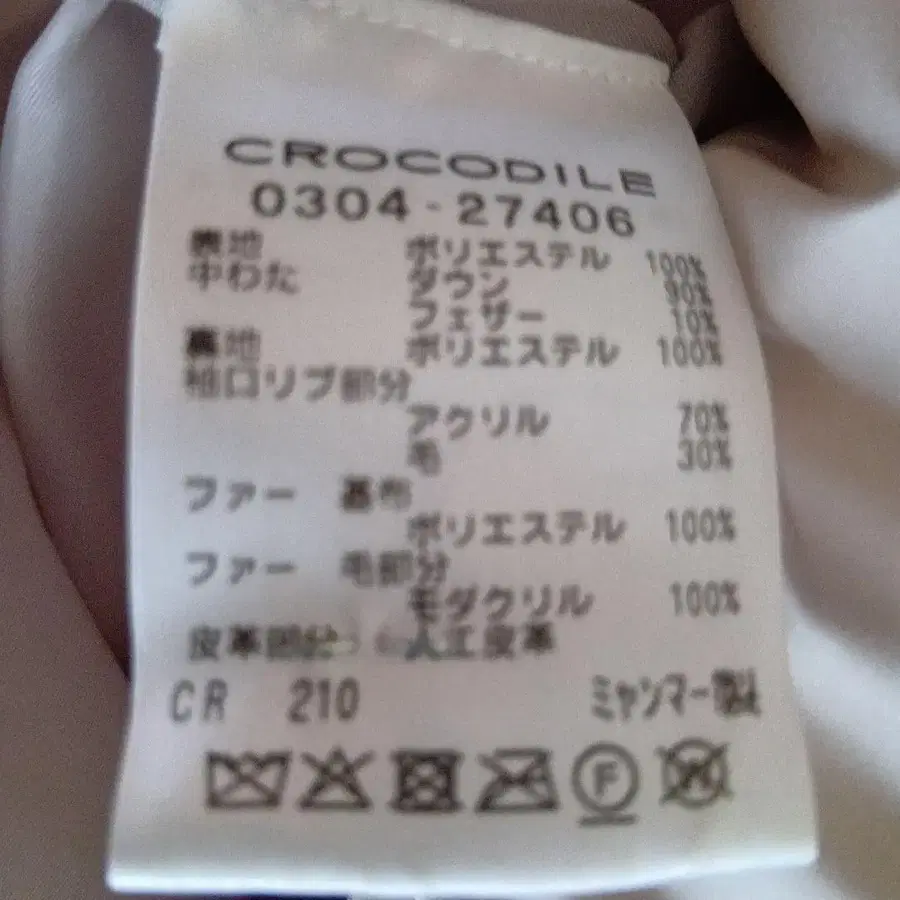 CROCODILE
0304-27406
表地 ポリエステル 100%
中わた ダウン 90%
フェザー 10%
裏地 ポリエステル 100%
袖口リブ部分
アクリル 70%
毛 30%
ファー 基布
ポリエステル 100%
ファー 毛部分
モダクリル 100%
皮革部分 人工皮革
CR 210 ミャンマー製
F
W